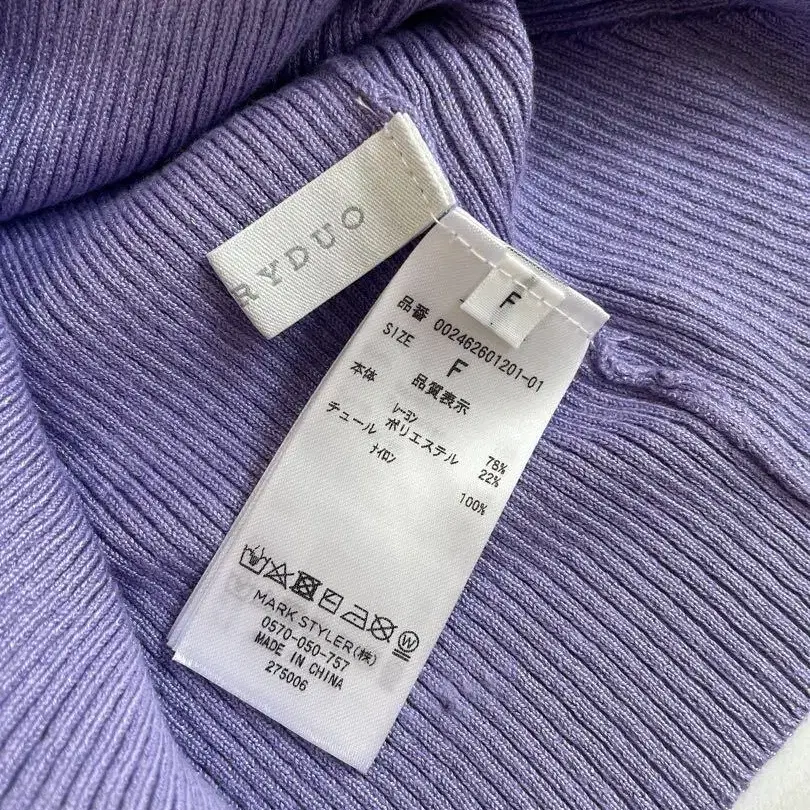 RYDUO
F
品番 002462601201-01
SIZE F
品質表示
本体 レーヨン 78%
ポリエステル 22%
チュール ナイロン 100%
MARK STYLER(株)
0570-050-757
MADE IN CHINA
275006